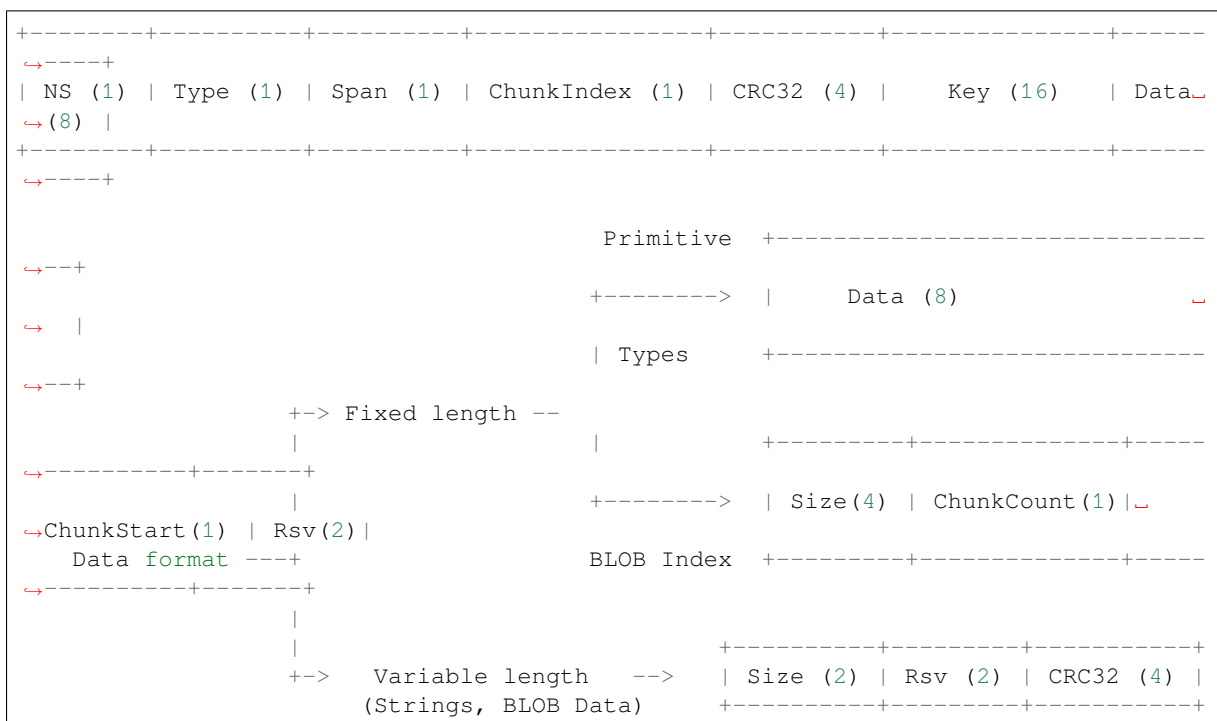 +--------+----------+----------+---------------+-----------+--------------+------
↪----+
| NS (1) | Type (1) | Span (1) | ChunkIndex (1) | CRC32 (4) |    Key (16)   | Data␣
↪(8) |
+--------+----------+----------+---------------+-----------+--------------+------
↪----+
                                         Primitive  +------------------------------
↪--+
                                        +-------->  |     Data (8)                ␣
↪  |
                                        | Types     +------------------------------
↪--+
                   +-> Fixed length --
                   |                    |           +---------+--------------+-----
↪----------+-------+
                   |                    +-------->  | Size(4) | ChunkCount(1)|␣
↪ChunkStart(1) | Rsv(2)|
    Data format ---+                    BLOB Index  +---------+--------------+-----
↪----------+-------+
                   |
                   |                             +----------+---------+-----------+
                   +->   Variable length   -->   | Size (2) | Rsv (2) | CRC32 (4) |
                        (Strings, BLOB Data)     +----------+---------+-----------+